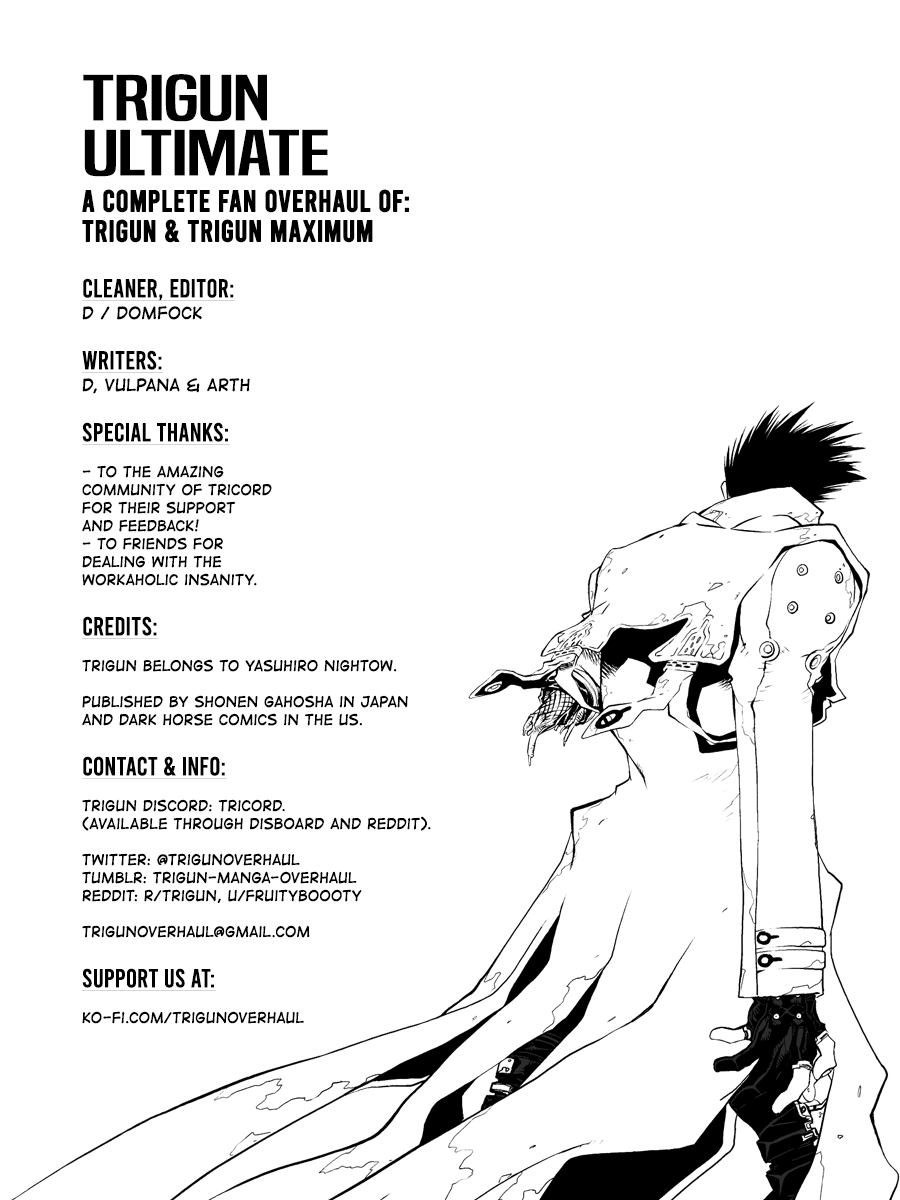 TRIGUN
ULTIMATE
A COMPLETE FAN OVERHAUL OF:
TRIGUN & TRIGUN MAXIMUM
CLEANER, EDITOR:
D / DOMFOCK
WRITERS:
D, VULPANA & ARTH
SPECIAL THANKS:
- TO THE AMAZING
COMMUNITY OF TRICORD
FOR THEIR SUPPORT
AND FEEDBACK!
- TO FRIENDS FOR
DEALING WITH THE
WORKAHOLIC INSANITY.
CREDITS:
TRIGUN BELONGS TO YASUHIRO NIGHTOW.
PUBLISHED BY SHONEN GAHOSHA IN JAPAN
AND DARK HORSE COMICS IN THE US.
CONTACT & INFO:
TRIGUN DISCORD: TRICORD.
(AVAILABLE THROUGH DISBOARD AND REDDIT).
TWITTER: @TRIGUNOVERHAUL
TUMBLR: TRIGUN-MANGA-OVERHAUL
REDDIT: R/TRIGUN, U/FRUITYBOOOTY
TRIGUNOVERHAUL@GMAIL.COM
SUPPORT US AT:
KO-FI.COM/TRIGUNOVERHAUL